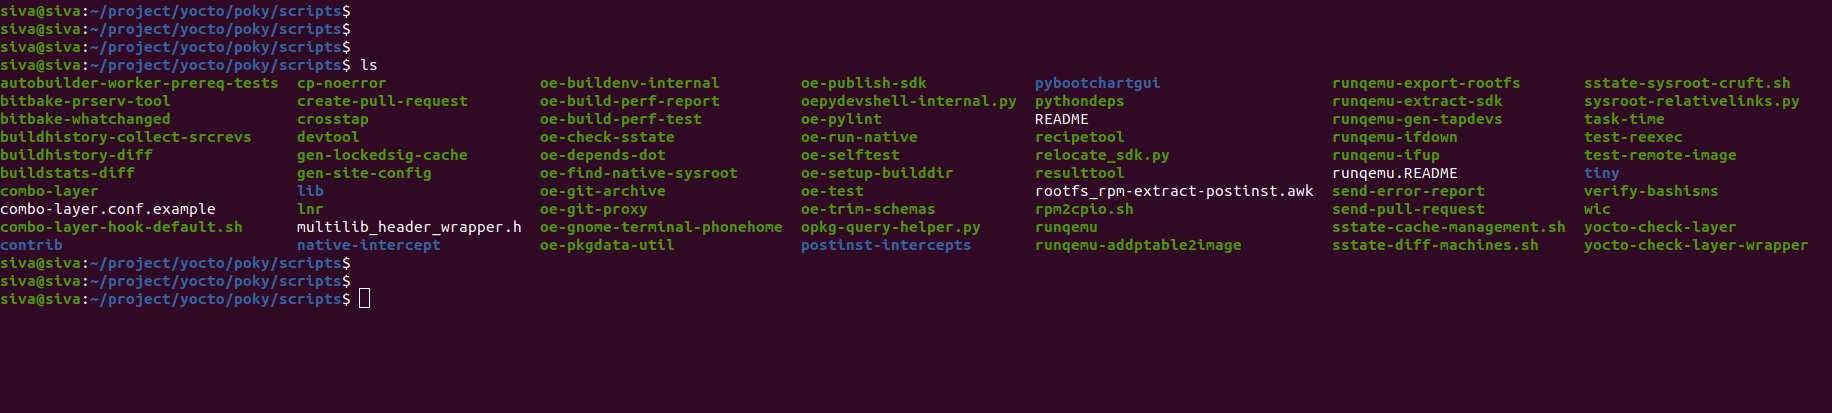 siva@siva:~/project/yocto/poky/scripts$
siva@siva:~/project/yocto/poky/scripts$
siva@siva:~/project/yocto/poky/scripts$
siva@siva:~/project/yocto/poky/scripts$ ls
autobuilder-worker-prereq-tests cp-noerror oe-buildenv-internal oe-publish-sdk pybootchartgui runqemu-export-rootfs sstate-sysroot-cruft.sh
bitbake-prserv-tool create-pull-request oe-build-perf-report oepydevshell-internal.py pythondeps runqemu-extract-sdk sysroot-relativelinks.py
bitbake-whatchanged crosstap oe-build-perf-test oe-pylint README runqemu-gen-tapdevs task-time
buildhistory-collect-srcrevs devtool oe-check-sstate oe-run-native recipetool runqemu-ifdown test-reexec
buildhistory-diff gen-lockedsig-cache oe-depends-dot oe-selftest relocate_sdk.py runqemu-ifup test-remote-image
buildstats-diff gen-site-config oe-find-native-sysroot oe-setup-builddir resulttool runqemu.README tiny
combo-layer lib oe-git-archive oe-test rootfs_rpm-extract-postinst.awk send-error-report verify-bashisms
combo-layer.conf.example lnr oe-git-proxy oe-trim-schemas rpm2cpio.sh send-pull-request wic
combo-layer-hook-default.sh multilib_header_wrapper.h oe-gnome-terminal-phonehome opkg-query-helper.py runqemu sstate-cache-management.sh yocto-check-layer
contrib native-intercept oe-pkgdata-util postinst-intercepts runqemu-addptable2image sstate-diff-machines.sh yocto-check-layer-wrapper
siva@siva:~/project/yocto/poky/scripts$
siva@siva:~/project/yocto/poky/scripts$
siva@siva:~/project/yocto/poky/scripts$